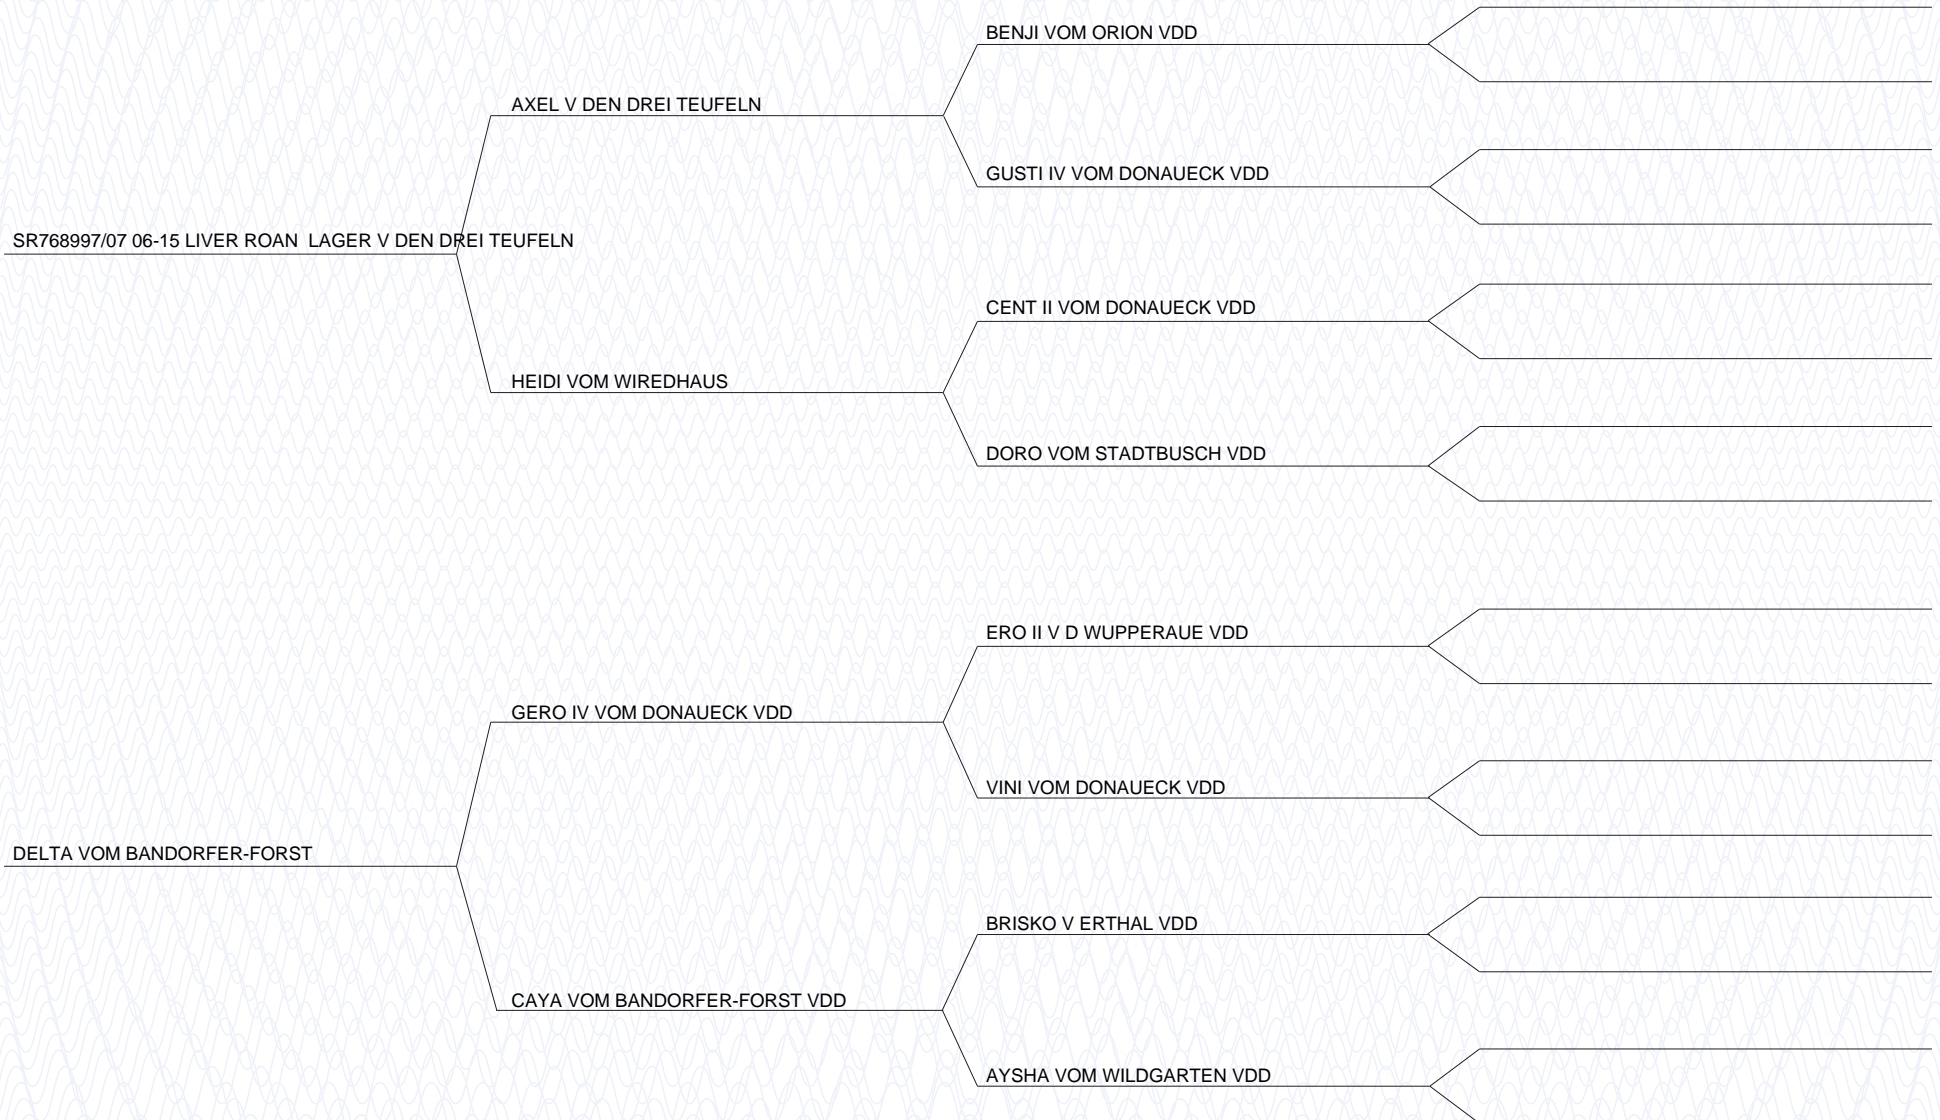 BENJI VOM ORION VDD
AXEL V DEN DREI TEUFELN
GUSTI IV VOM DONAUECK VDD
SR768997/07 06-15 LIVER ROAN  LAGER V DEN DREI TEUFELN
CENT II VOM DONAUECK VDD
HEIDI VOM WIREDHAUS
DORO VOM STADTBUSCH VDD
ERO II V D WUPPERAUE VDD
GERO IV VOM DONAUECK VDD
VINI VOM DONAUECK VDD
DELTA VOM BANDORFER-FORST
BRISKO V ERTHAL VDD
CAYA VOM BANDORFER-FORST VDD
AYSHA VOM WILDGARTEN VDD